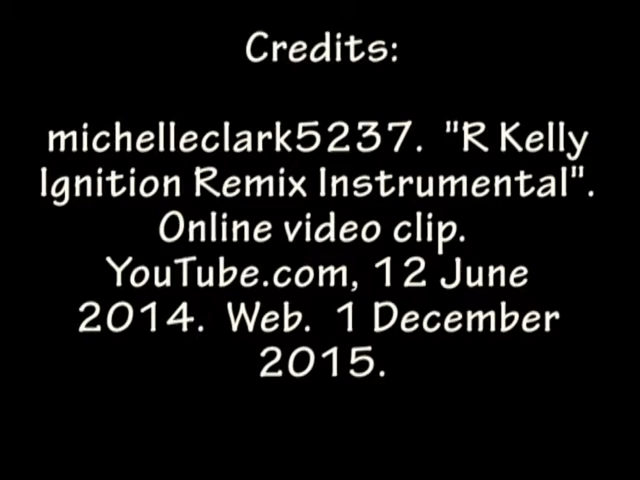 Credits:
michelleclark5237.  "R Kelly
Ignition Remix Instrumental".
Online video clip.
YouTube.com, 12 June
2014.  Web.  1 December
2015.